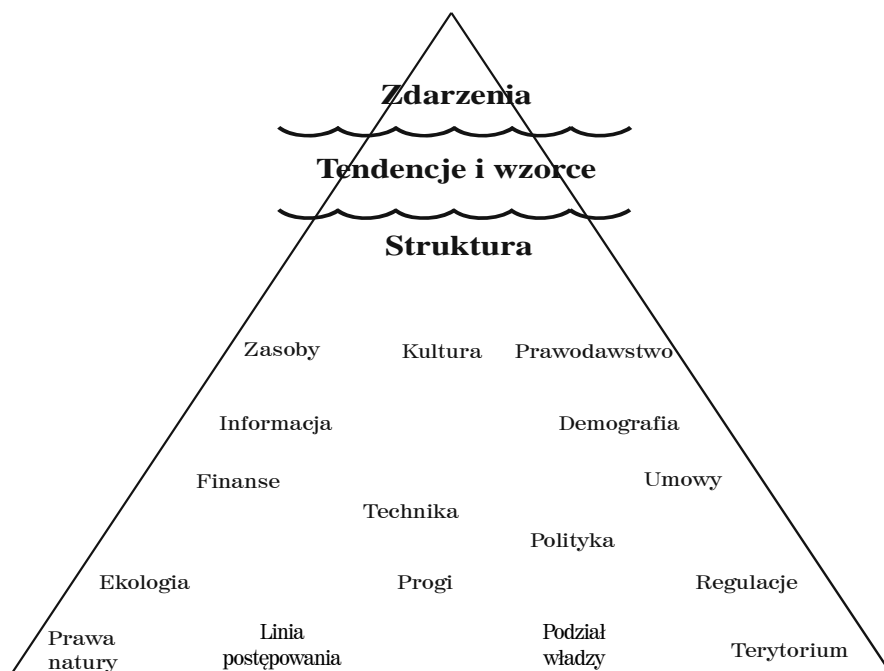 Zdarzenia
Tendencje i wzorce
Struktura
Zasoby
Kultura
Prawodawstwo
Informacja
Demografia
Finanse
Umowy
Technika
Polityka
Ekologia
Progi
Regulacje
Prawa
natury
Linia
postępowania
Podział
władzy
Terytorium